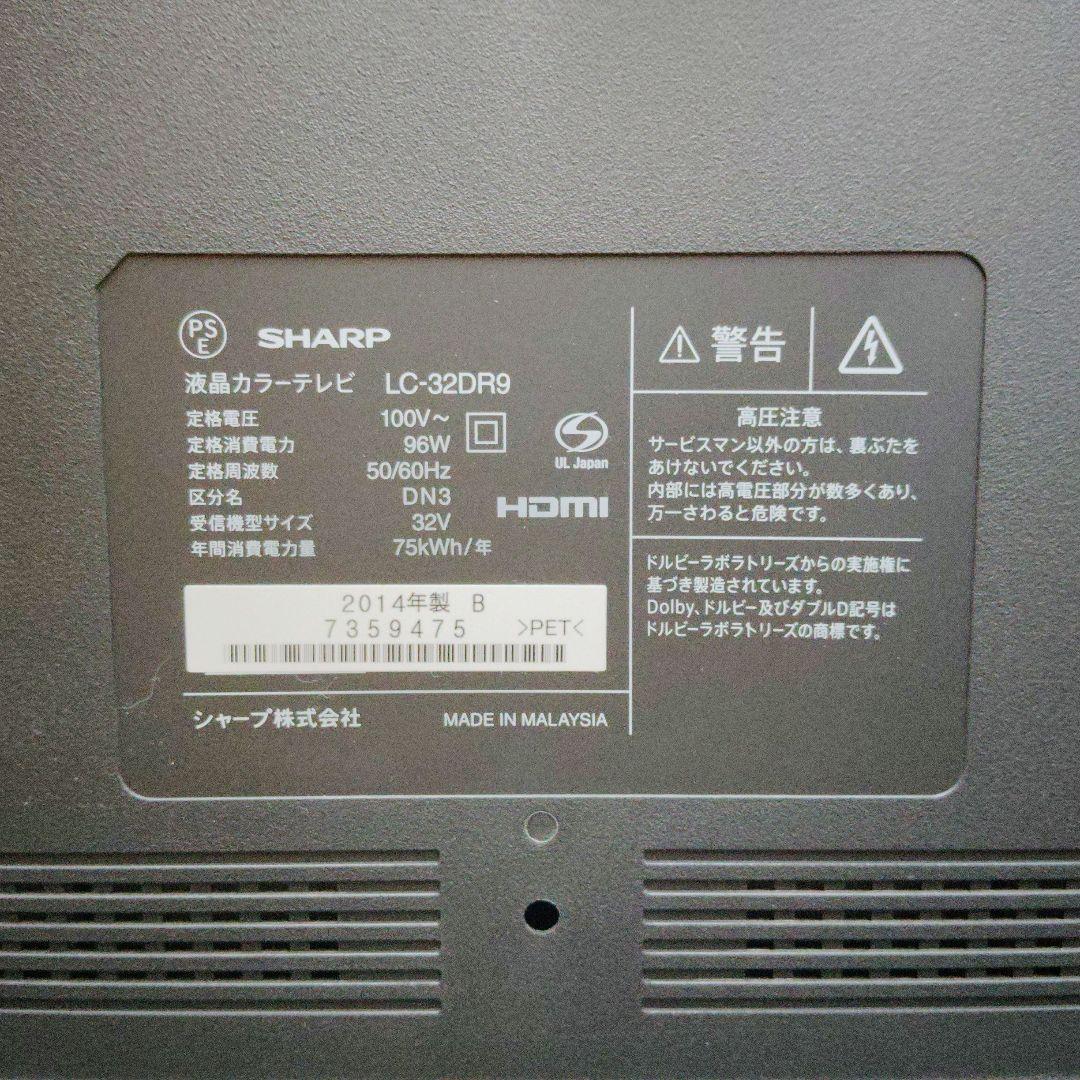 PSE SHARP
液晶カラーテレビ LC-32DR9
定格電圧 100V～
定格消費電力 96W
定格周波数 50/60Hz
区分名 DN3
受信機型サイズ 32V
年間消費電力量 75kWh/年
UL Japan
HDMI
2014年製 B
7359475 >PET<
シャープ株式会社 MADE IN MALAYSIA
警告
高圧注意
サービスマン以外の方は、裏ぶたを
あけないでください。
内部には高電圧部分が数多くあり、
万一さわると危険です。
ドルビーラボラトリーズからの実施権に
基づき製造されています。
Dolby、ドルビー及びダブルD記号は
ドルビーラボラトリーズの商標です。